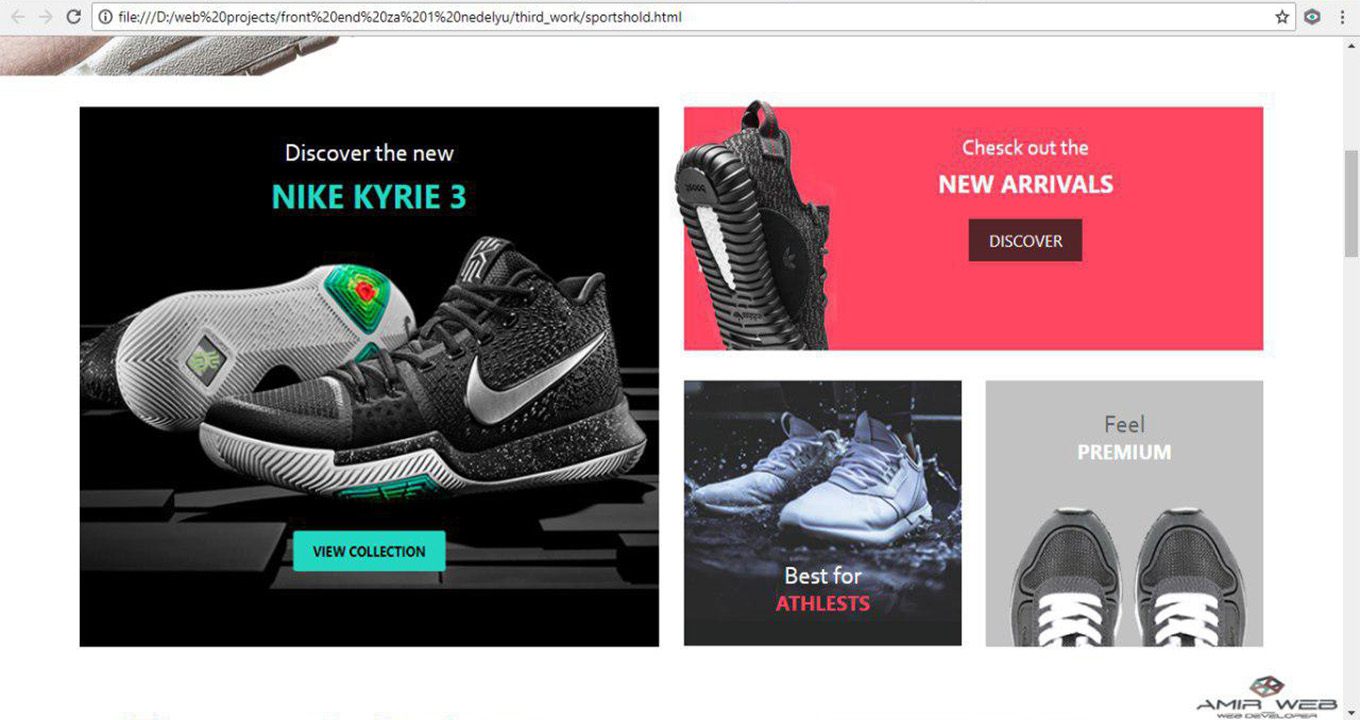 file:///D:/web%20projects/front%20end%20za%201%20nedelyu/third_work/sportshold.html
Discover the new
NIKE KYRIE 3
VIEW COLLECTION
Chesck out the
NEW ARRIVALS
DISCOVER
Best for
ATHLESTS
Feel
PREMIUM
AMIR WEB
WEB DEVELOPER